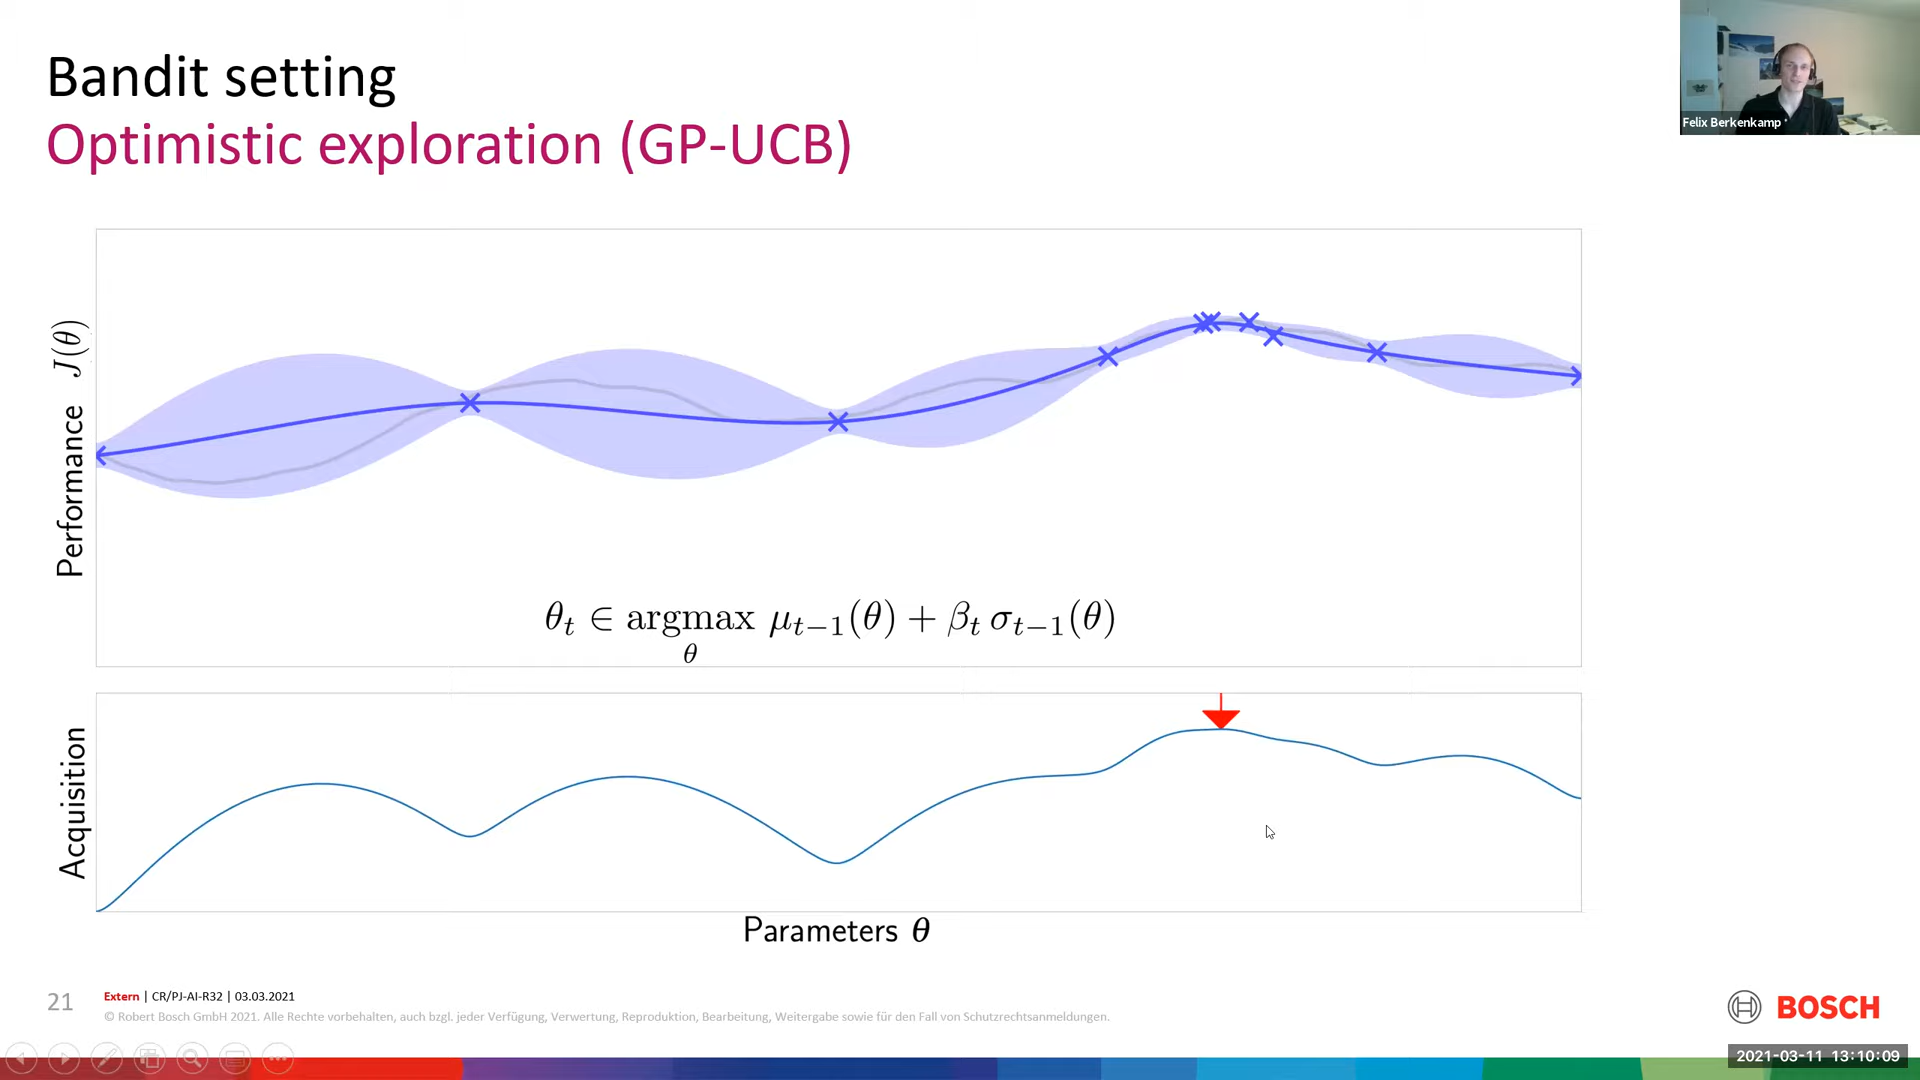 Bandit setting
Optimistic exploration (GP-UCB)
Felix Berkenkamp
Performance J(θ)
θ_t ∈ argmax μ_{t−1}(θ) + β_t σ_{t−1}(θ)
θ
Acquisition
Parameters θ
21
Extern | CR/PJ-AI-R32 | 03.03.2021
© Robert Bosch GmbH 2021. Alle Rechte vorbehalten, auch bzgl. jeder Verfügung, Verwertung, Reproduktion, Bearbeitung, Weitergabe sowie für den Fall von Schutzrechtsanmeldungen.
BOSCH
2021-03-11 13:10:09